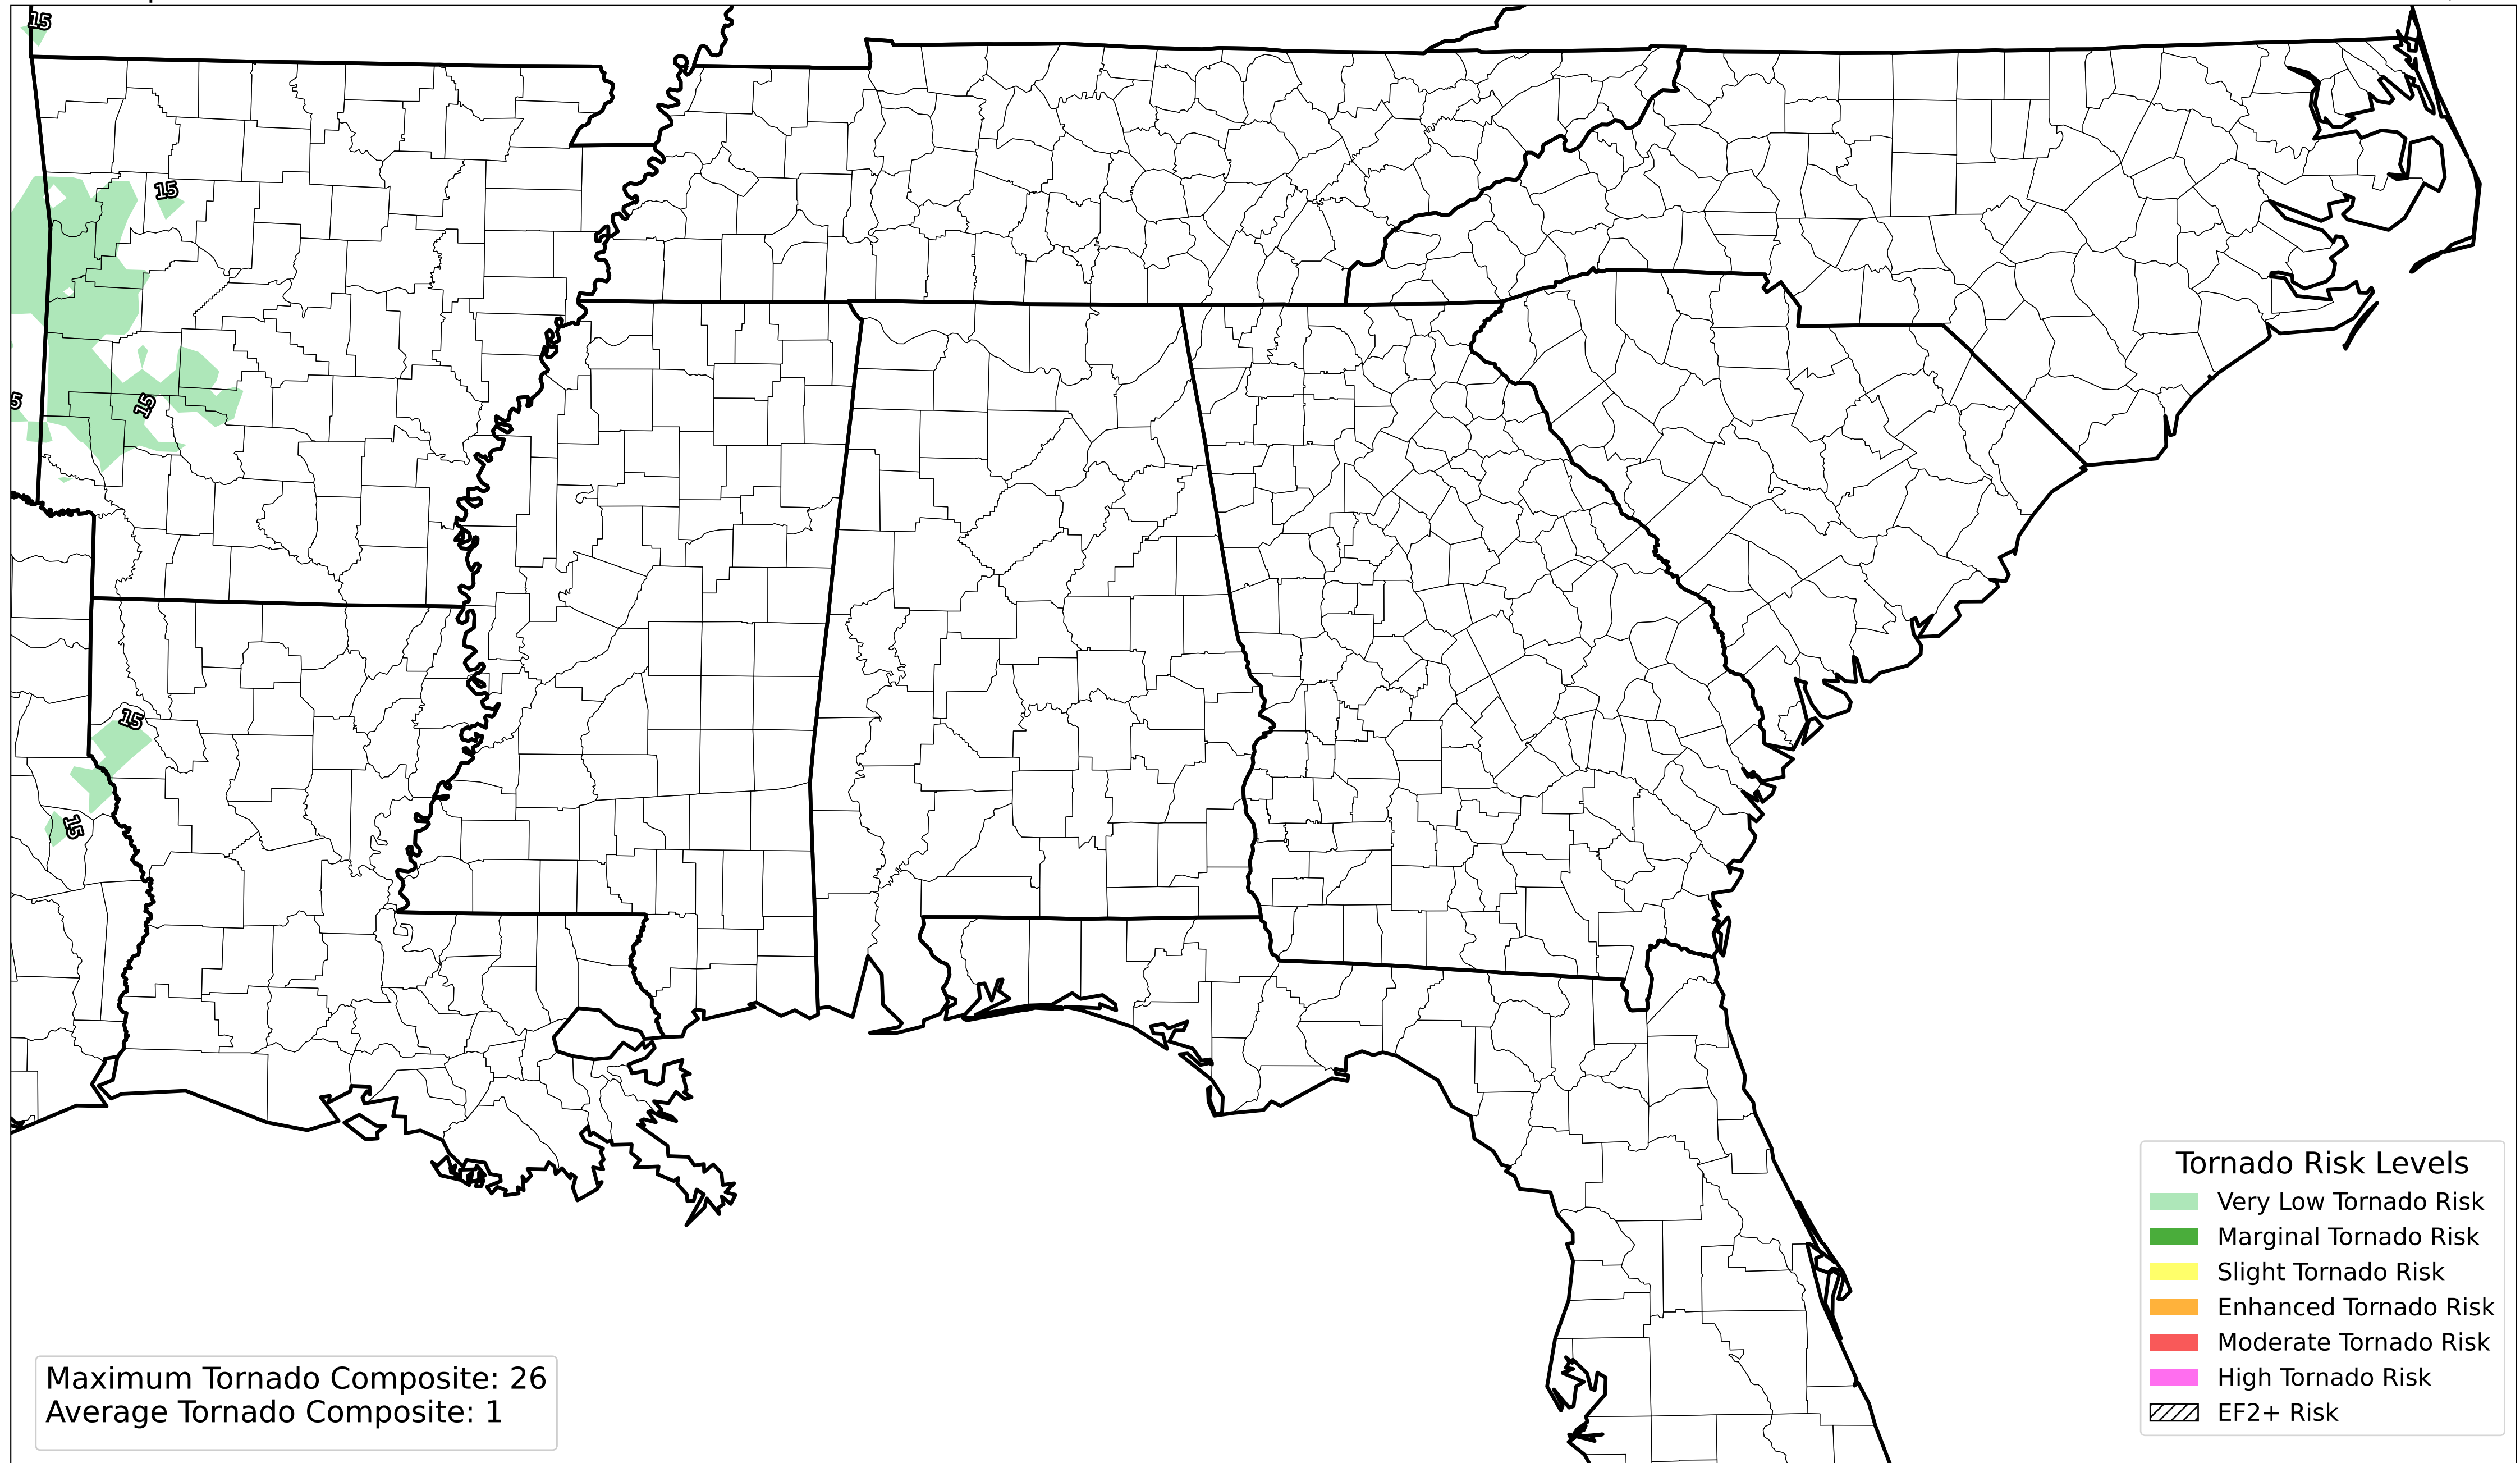 15
15
5
15
15
15
Tornado Risk Levels
Very Low Tornado Risk
Marginal Tornado Risk
Slight Tornado Risk
Enhanced Tornado Risk
Moderate Tornado Risk
High Tornado Risk
EF2+ Risk
Maximum Tornado Composite: 26
Average Tornado Composite: 1